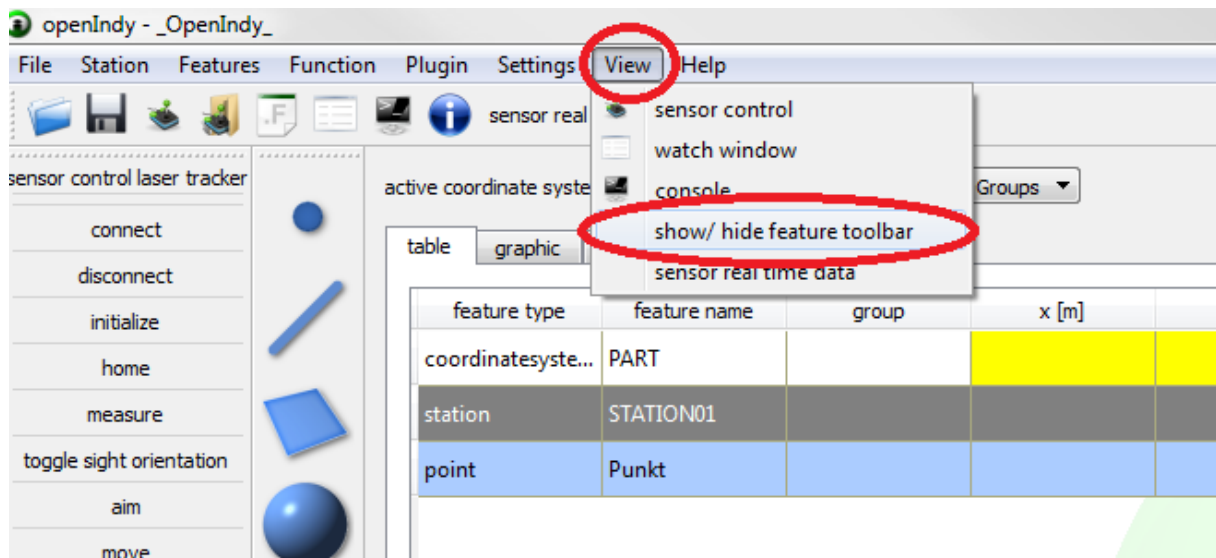 openIndy - _OpenIndy_
File Station Features Function Plugin Settings View Help
.F
sensor real
sensor control
watch window
console
show/ hide feature toolbar
sensor real time data
sensor control laser tracker
connect
disconnect
initialize
home
measure
toggle sight orientation
aim
move
active coordinate syste
Groups
table graphic
feature type feature name group x [m]
coordinatesyste... PART
station STATION01
point Punkt